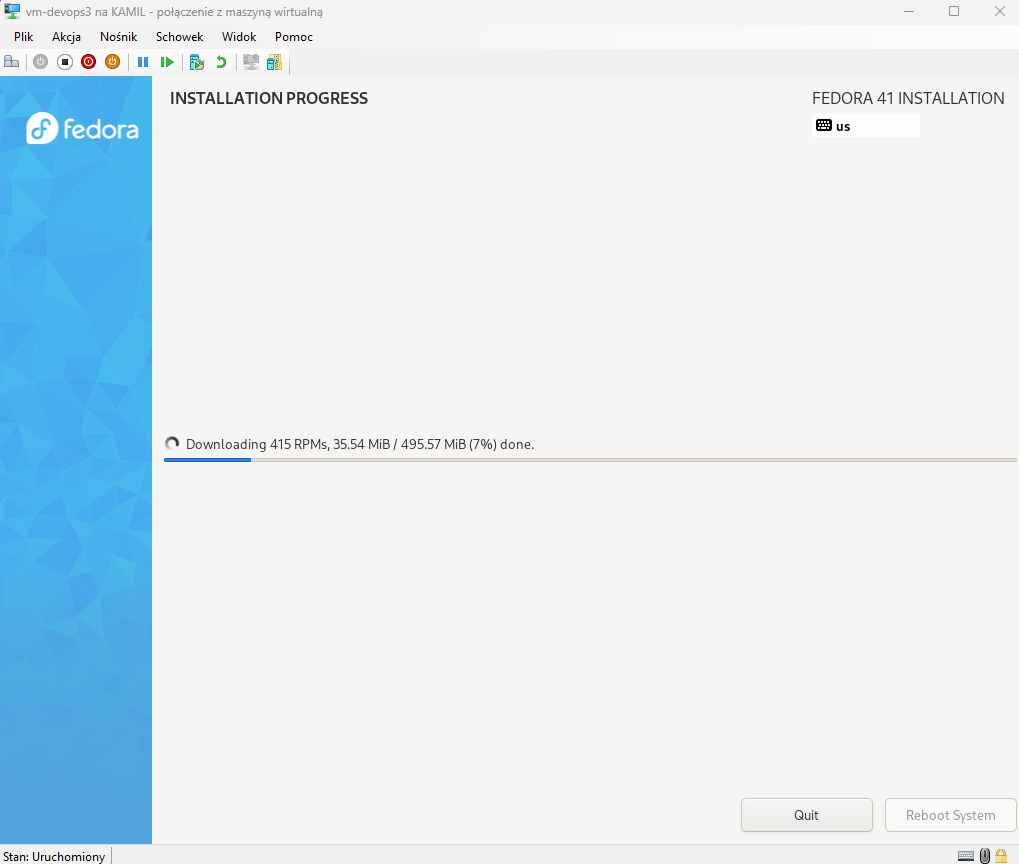 vm-devops3 na KAMIL - połączenie z maszyną wirtualną
Plik Akcja Nośnik Schowek Widok Pomoc
fedora
INSTALLATION PROGRESS
FEDORA 41 INSTALLATION
us
Downloading 415 RPMs, 35.54 MiB / 495.57 MiB (7%) done.
Quit
Reboot System
Stan: Uruchomiony